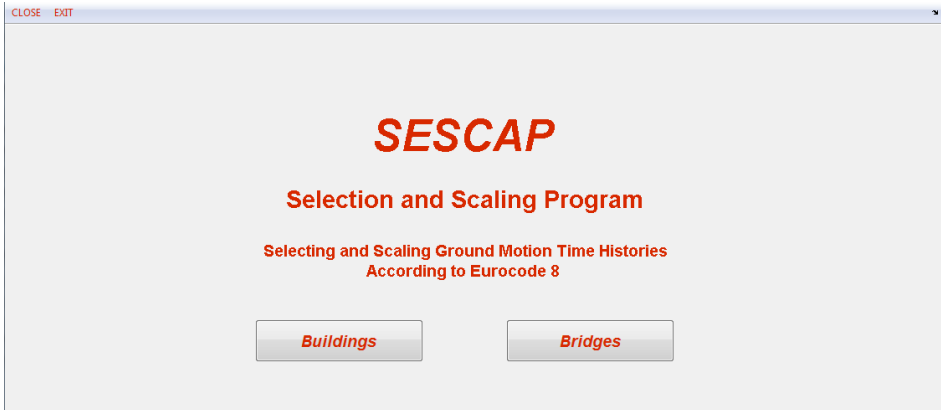 CLOSE EXIT
SESCAP
Selection and Scaling Program
Selecting and Scaling Ground Motion Time Histories
According to Eurocode 8
Buildings Bridges